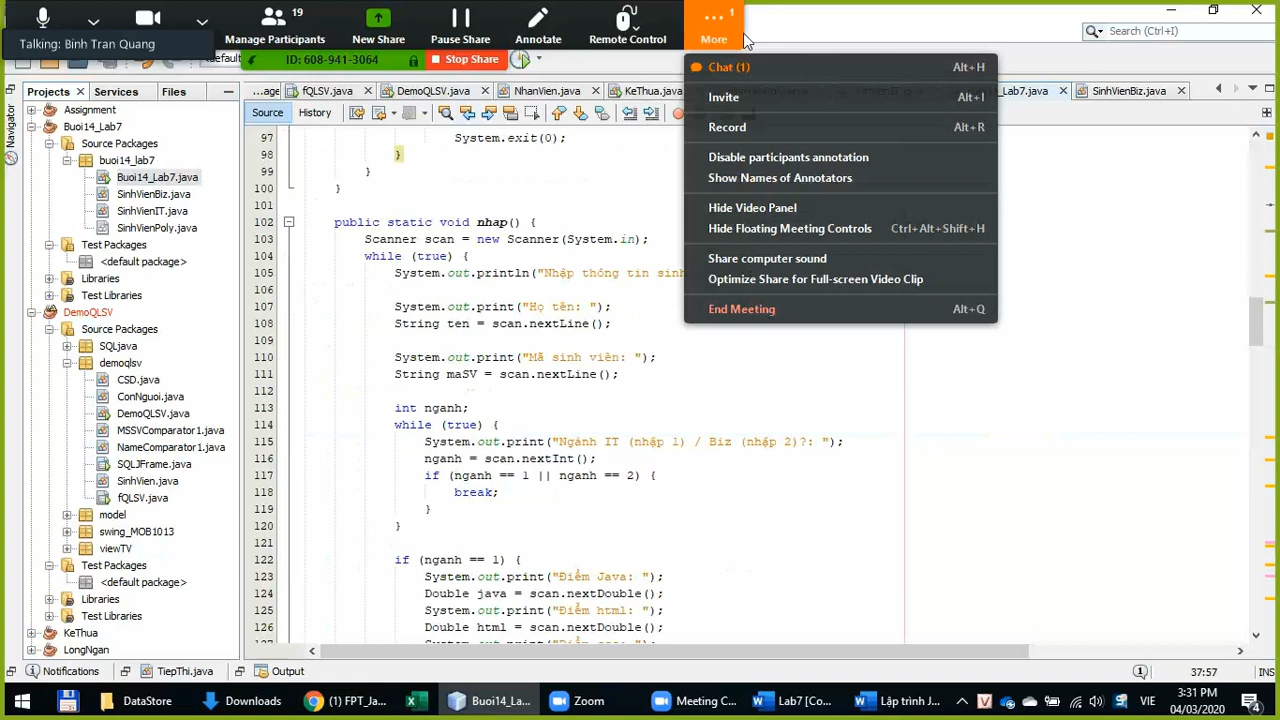 19
1
Manage Participants
New Share
Pause Share
Annotate
Remote Control
More
Talking: Binh Tran Quang
ID: 608-941-3064
Stop Share
Search (Ctrl+I)
Chat (1) Alt+H
Invite Alt+I
Record Alt+R
Disable participants annotation
Show Names of Annotators
Hide Video Panel
Hide Floating Meeting Controls Ctrl+Alt+Shift+H
Share computer sound
Optimize Share for Full-screen Video Clip
End Meeting Alt+Q
Projects
Services
Files
Navigator
...age
fQLSV.java
DemoQLSV.java
NhanVien.java
KeThua.java
_Lab7.java
SinhVienBiz.java
Source
History
Assignment
Buoi14_Lab7
Source Packages
buoi14_lab7
Buoi14_Lab7.java
SinhVienBiz.java
SinhVienIT.java
SinhVienPoly.java
Test Packages
<default package>
Libraries
Test Libraries
DemoQLSV
Source Packages
SQLjava
demoqlsv
CSD.java
ConNguoi.java
DemoQLSV.java
MSSVComparator1.java
NameComparator1.java
SQLJFrame.java
SinhVien.java
fQLSV.java
model
swing_MOB1013
viewTV
Test Packages
<default package>
Libraries
Test Libraries
KeThua
LongNgan
97 System.exit(0);
98 }
99 }
100 }
101
102 public static void nhap() {
103 Scanner scan = new Scanner(System.in);
104 while (true) {
105 System.out.println("Nhập thông tin sinh
106
107 System.out.print("Họ tên: ");
108 String ten = scan.nextLine();
109
110 System.out.print("Mã sinh viên: ");
111 String maSV = scan.nextLine();
112
113 int nganh;
114 while (true) {
115 System.out.print("Ngành IT (nhập 1) / Biz (nhập 2)?: ");
116 nganh = scan.nextInt();
117 if (nganh == 1 || nganh == 2) {
118 break;
119 }
120 }
121
122 if (nganh == 1) {
123 System.out.print("Điểm Java: ");
124 Double java = scan.nextDouble();
125 System.out.print("Điểm html: ");
126 Double html = scan.nextDouble();
Notifications
TiepThi.java
Output
37:57
DataStore
Downloads
(1) FPT_Ja...
Buoi14_La...
Zoom
Meeting C...
Lab7 [Co...
Lập trình J...
VIE
3:31 PM
04/03/2020
4